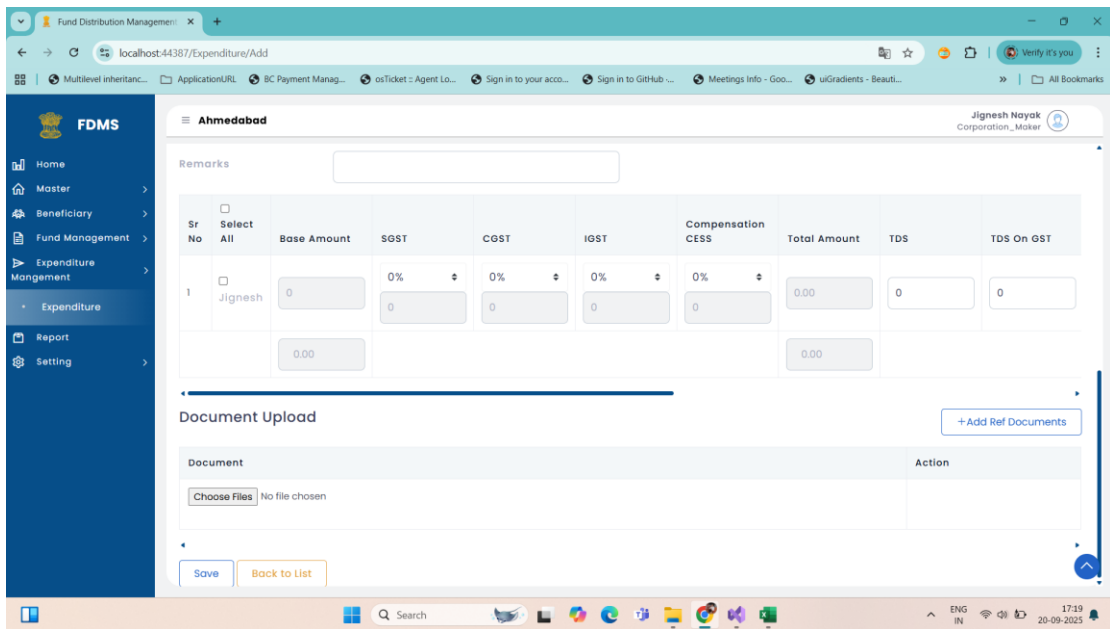 Fund Distribution Management
localhost:44387/Expenditure/Add
Verify it's you
Multilevel inheritanc...
ApplicationURL
BC Payment Manag...
osTicket :: Agent Lo...
Sign in to your acco...
Sign in to GitHub ·...
Meetings Info - Goo...
uiGradients - Beauti...
»
All Bookmarks
FDMS
Ahmedabad
Jignesh Nayak
Corporation_Maker
Home
Master
Beneficiary
Fund Management
Expenditure
Mangement
Expenditure
Report
Setting
Remarks
Sr No
Select All
Base Amount
SGST
CGST
IGST
Compensation CESS
Total Amount
TDS
TDS On GST
1
Jignesh
0
0%
0
0%
0
0%
0
0%
0
0.00
0
0
0.00
0.00
Document Upload
+Add Ref Documents
Document
Action
Choose Files No file chosen
Save
Back to List
Search
ENG
IN
17:19
20-09-2025